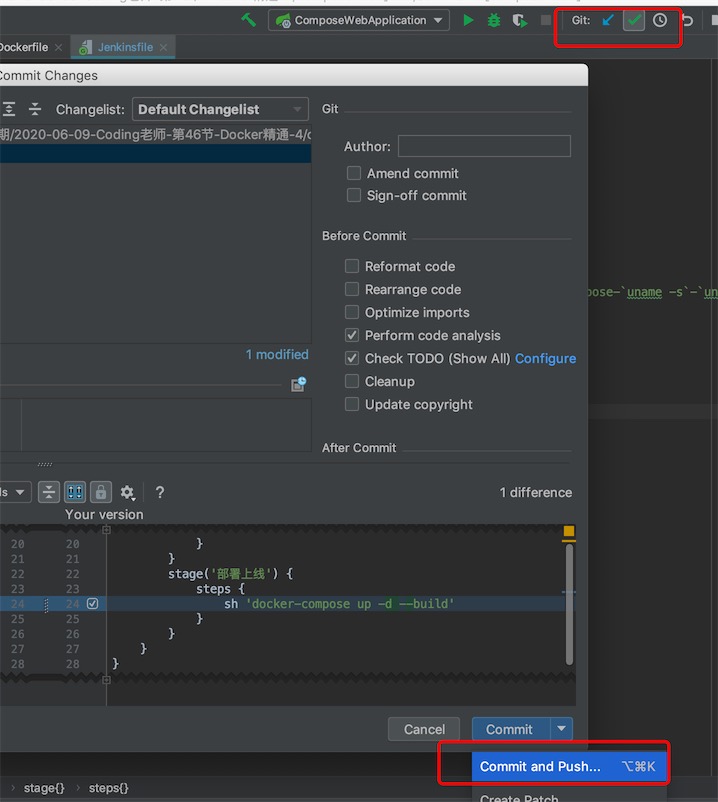 ComposeWebApplication
Git:
Dockerfile
Jenkinsfile
Commit Changes
Changelist:
Default Changelist
Git
期/2020-06-09-Coding老师-第46节-Docker精通-4/d
Author:
Amend commit
Sign-off commit
Before Commit
Reformat code
Rearrange code
pose-`uname -s`-`un
Optimize imports
Perform code analysis
1 modified
Check TODO (Show All) Configure
Cleanup
Update copyright
After Commit
ls
?
1 difference
Your version
20 20 }
21 21 }
22 22 stage('部署上线') {
23 23 steps {
24 24 sh 'docker-compose up -d --build'
25 25 }
26 26 }
27 27 }
28 28 }
Cancel
Commit
Commit and Push... ⌥⌘K
stage{} › steps{}
Create Patch